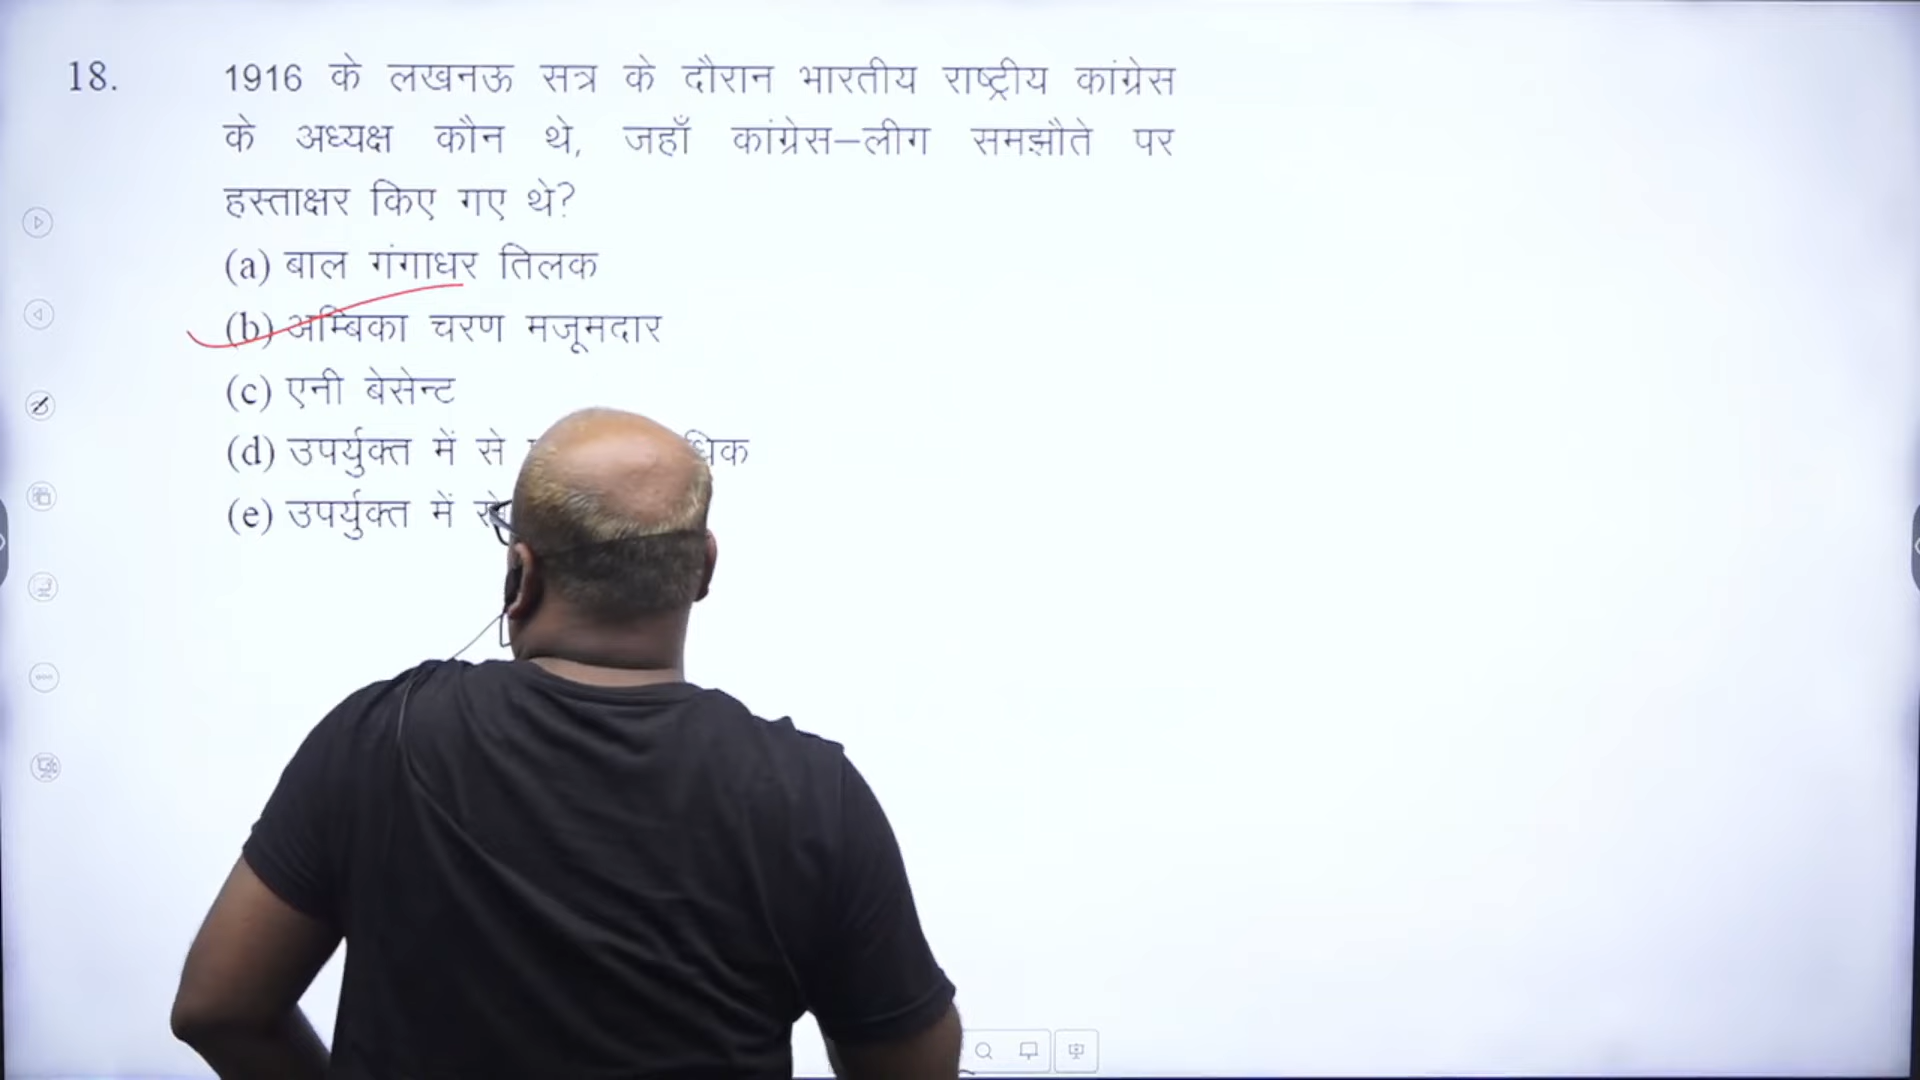 18. 1916 के लखनऊ सत्र के दौरान भारतीय राष्ट्रीय कांग्रेस
के अध्यक्ष कौन थे, जहाँ कांग्रेस–लीग समझौते पर
हस्ताक्षर किए गए थे?
(a) बाल गंगाधर तिलक
(b) अम्बिका चरण मजूमदार
(c) एनी बेसेन्ट
(d) उपर्युक्त में से
(e) उपर्युक्त में से